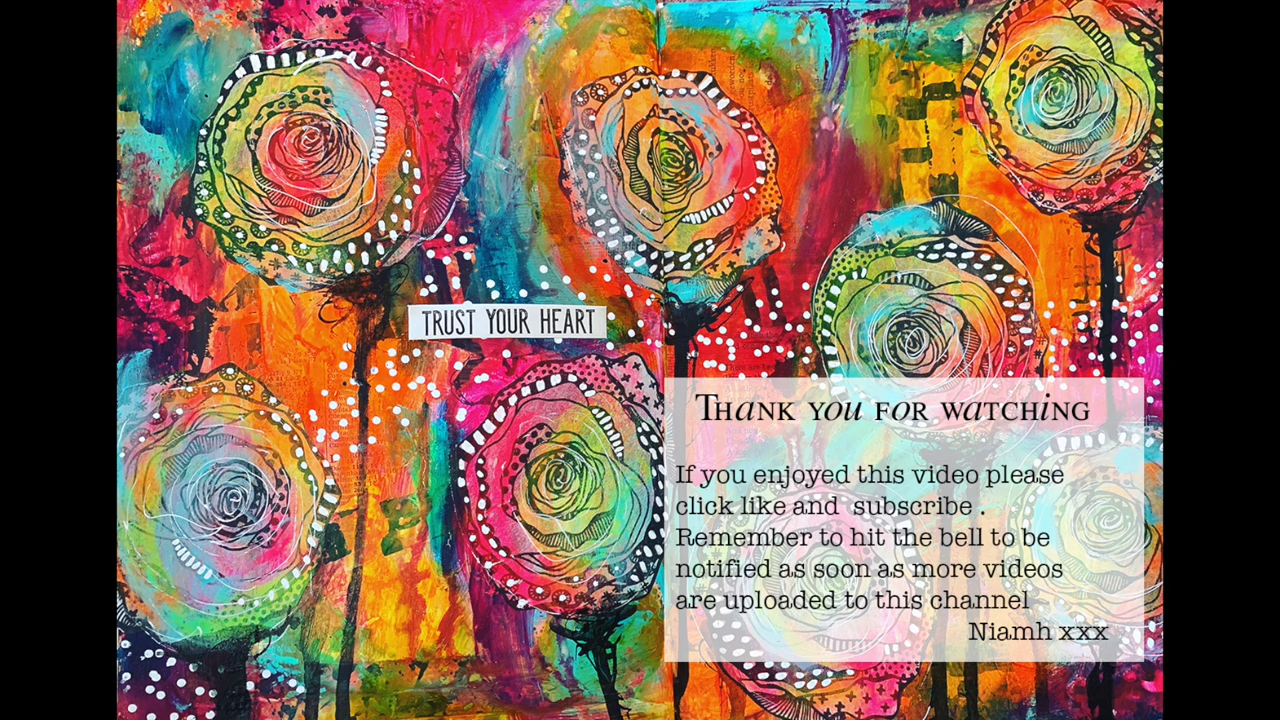 TRUST YOUR HEART
Thank you for watching
If you enjoyed this video please
click like and  subscribe .
Remember to hit the bell to be
notified as soon as more videos
are uploaded to this channel
Niamh xxx